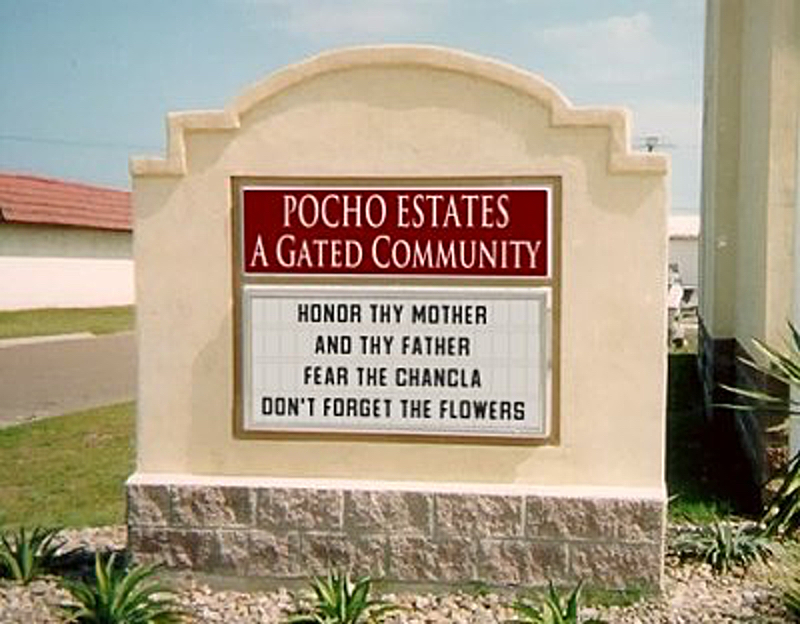 POCHO ESTATES
A GATED COMMUNITY
HONOR THY MOTHER
AND THY FATHER
FEAR THE CHANCLA
DON'T FORGET THE FLOWERS